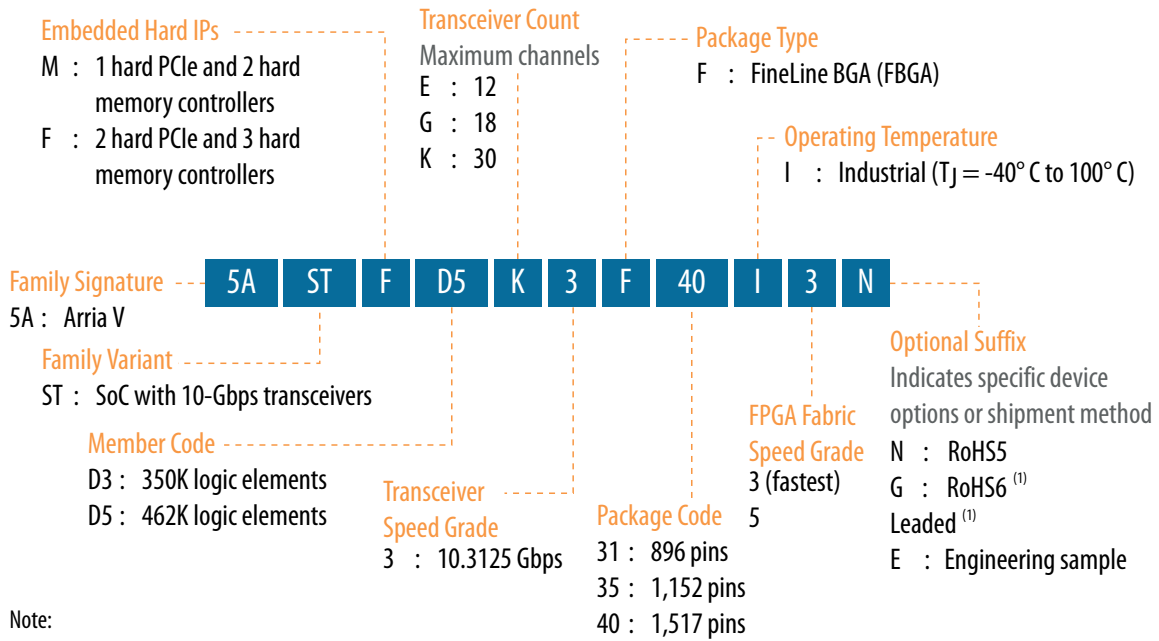 Embedded Hard IPs
M : 1 hard PCIe and 2 hard
memory controllers
F : 2 hard PCIe and 3 hard
memory controllers
Transceiver Count
Maximum channels
E : 12
G : 18
K : 30
Package Type
F : FineLine BGA (FBGA)
Operating Temperature
I : Industrial (TJ = -40° C to 100° C)
Family Signature
5A : Arria V
5A ST F D5 K 3 F 40 I 3 N
Family Variant
ST : SoC with 10-Gbps transceivers
Member Code
D3 : 350K logic elements
D5 : 462K logic elements
Transceiver
Speed Grade
3 : 10.3125 Gbps
Package Code
31 : 896 pins
35 : 1,152 pins
40 : 1,517 pins
FPGA Fabric
Speed Grade
3 (fastest)
5
Optional Suffix
Indicates specific device
options or shipment method
N : RoHS5
G : RoHS6 (1)
Leaded (1)
E : Engineering sample
Note: